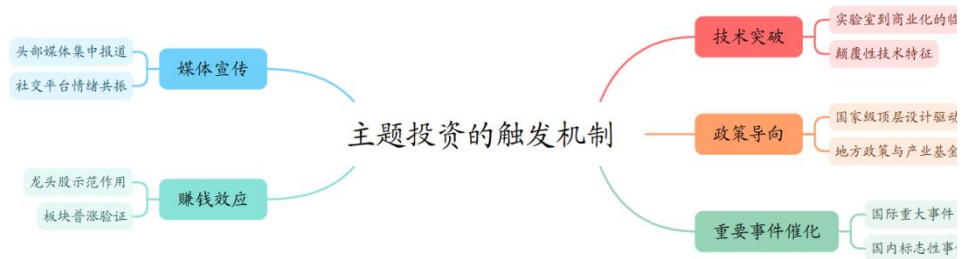 主题投资的触发机制
技术突破
实验室到商业化的临
颠覆性技术特征
政策导向
国家级顶层设计驱动
地方政策与产业基金
重要事件催化
国际重大事件
国内标志性事
媒体宣传
头部媒体集中报道
社交平台情绪共振
赚钱效应
龙头股示范作用
板块普涨验证